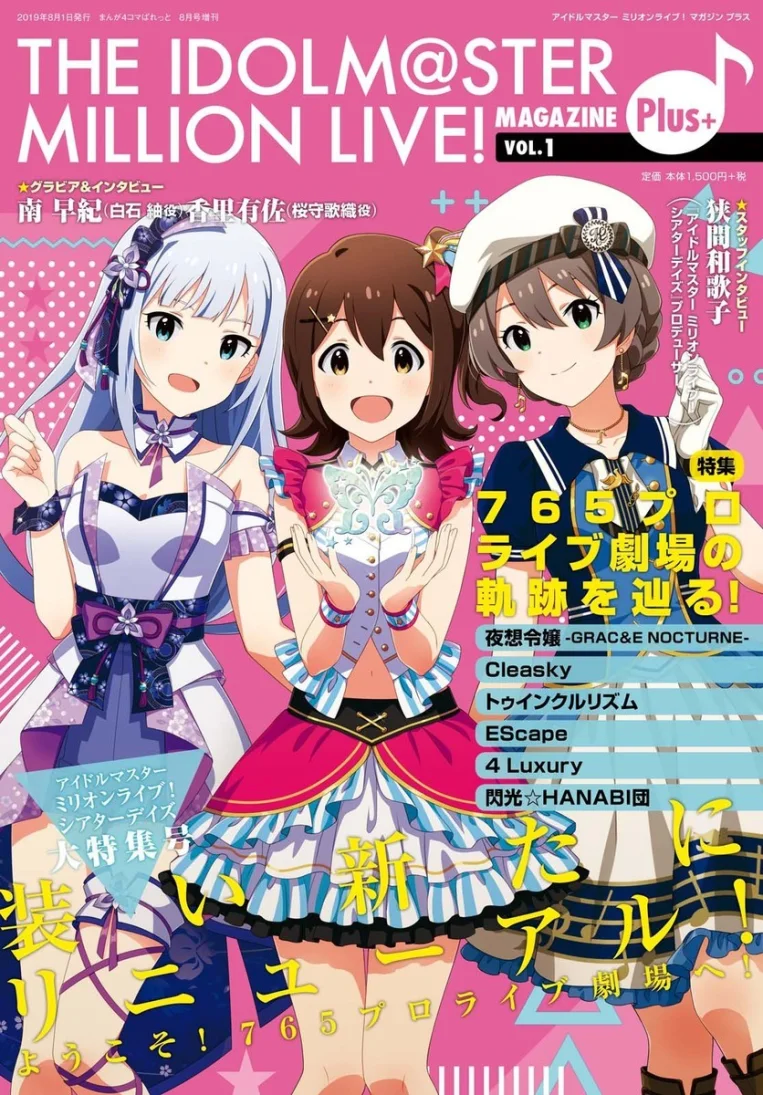 2019年8月1日発行 まんが4コマぱれっと 8月号増刊
アイドルマスター ミリオンライブ! マガジン プラス
THE IDOLM@STER
MILLION LIVE!
MAGAZINE
Plus+
VOL.1
定価 本体1,500円+税
★グラビア&インタビュー
南 早紀(白石 紬役)香里有佐(桜守歌織役)
★スタッフインタビュー
狭間和歌子
(「アイドルマスター ミリオンライブ!
シアターデイズ」プロデューサー)
特集
765プロ
ライブ劇場の
軌跡を辿る!
夜想令嬢 -GRAC&E NOCTURNE-
Cleasky
トゥインクルリズム
EScape
4 Luxury
閃光☆HANABI団
アイドルマスター
ミリオンライブ!
シアターデイズ
大特集号
装い新たに
リニューアル!
ようこそ!765プロライブ劇場へ!